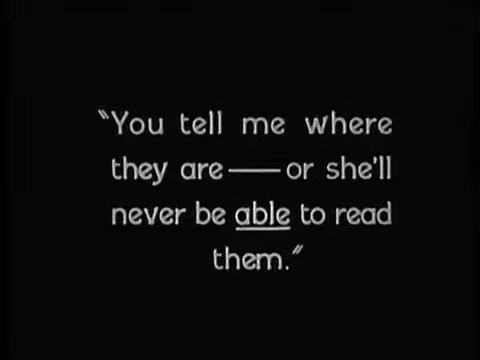 "You tell me where
they are——or she'll
never be able to read
them."